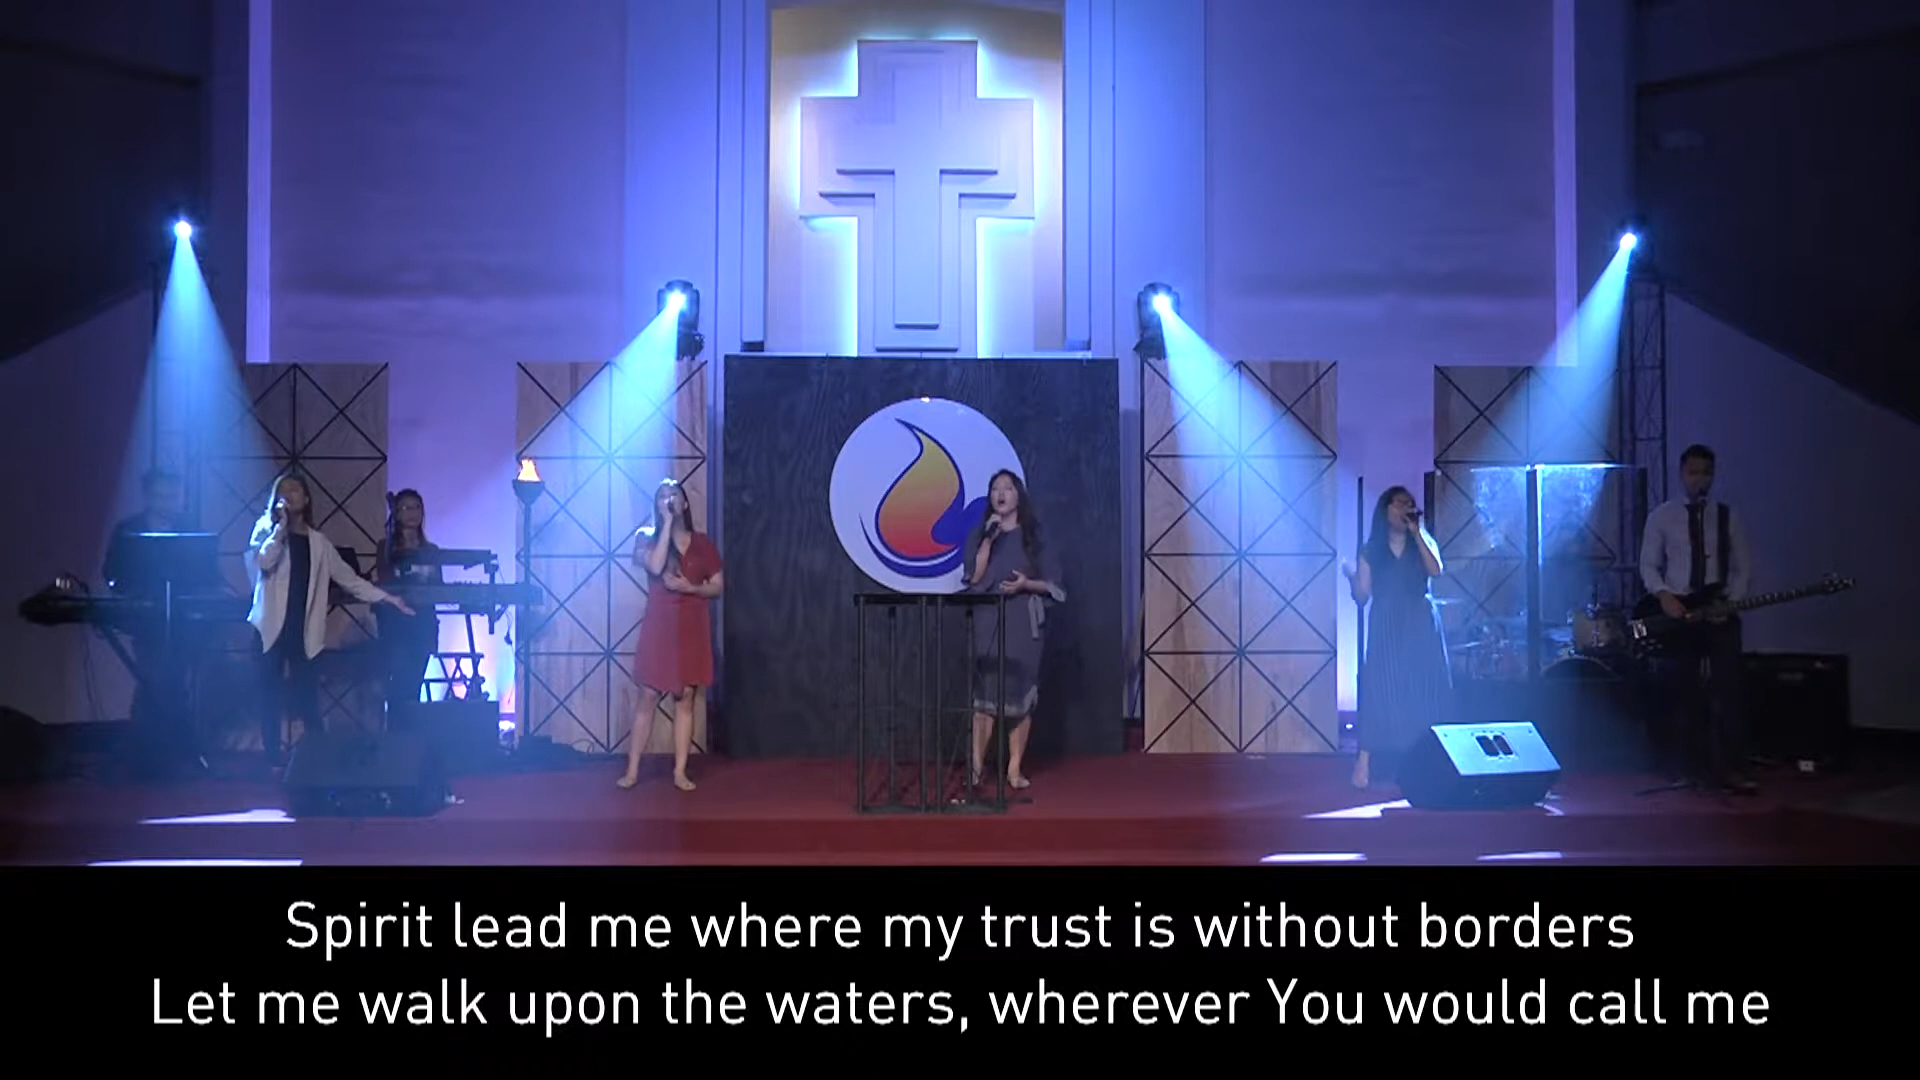 Spirit lead me where my trust is without borders
Let me walk upon the waters, wherever You would call me